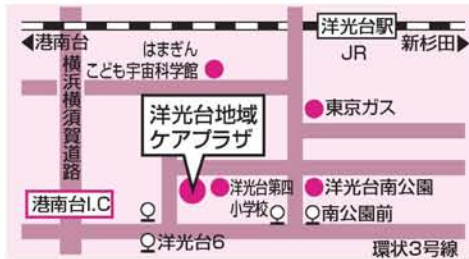 洋光台駅
港南台
JR
新杉田
はまぎん
こども宇宙科学館
横浜横須賀道路
東京ガス
洋光台地域
ケアプラザ
港南台I.C
洋光台第四
小学校
洋光台南公園
南公園前
洋光台6
環状3号線